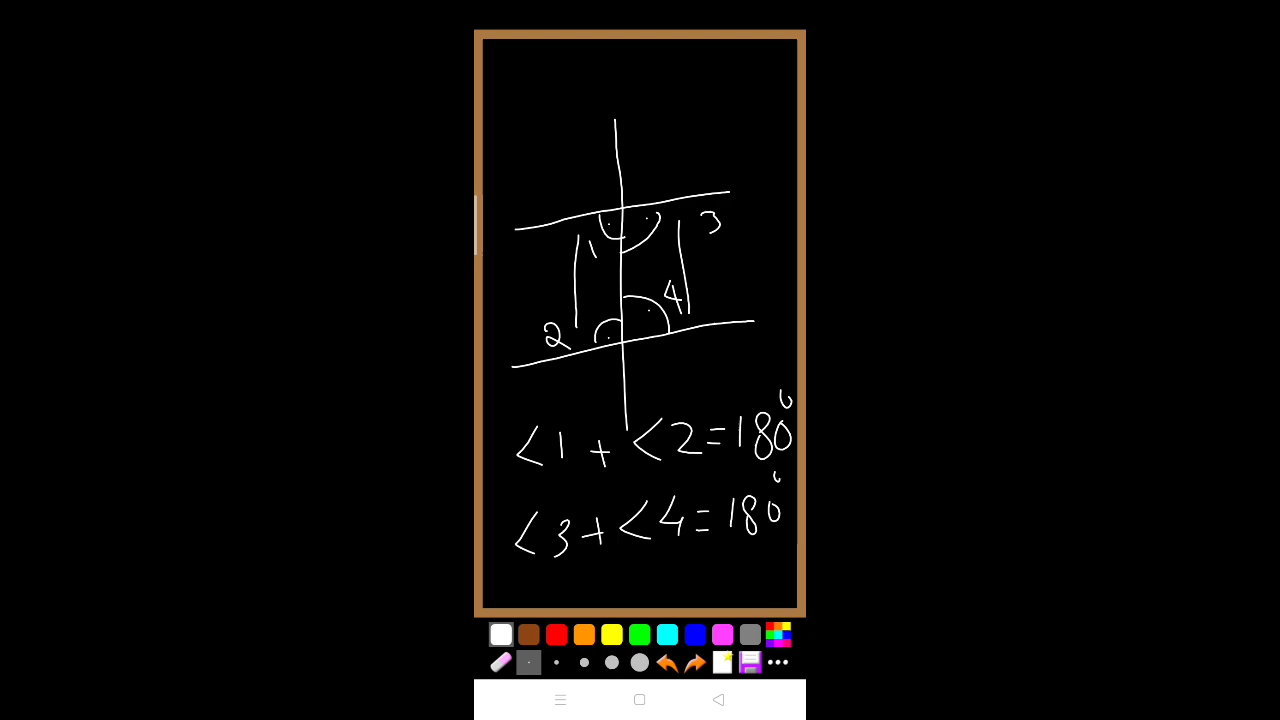 3
1
4
2
<1 + <2 = 180°
<3 + <4 = 180°